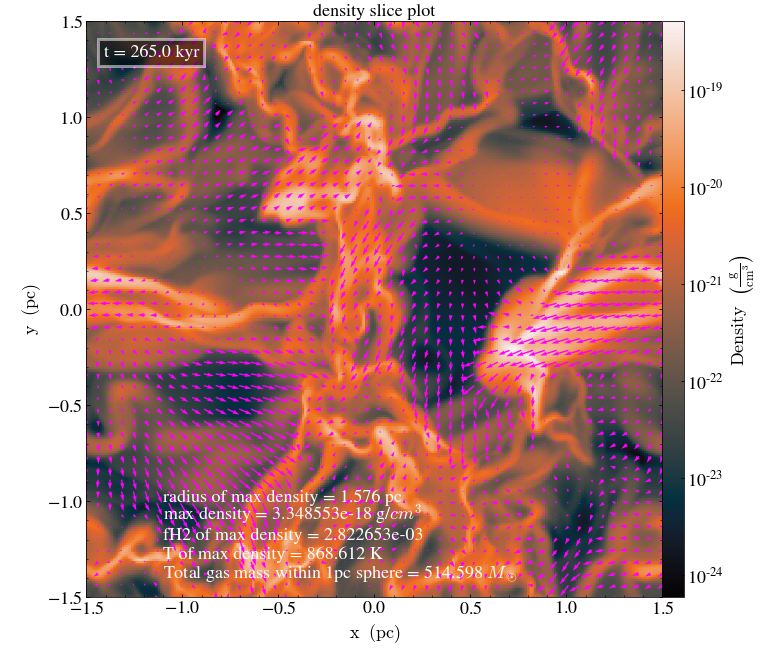 density slice plot
t = 265.0 kyr
1.5
1.0
0.5
0.0
−0.5
−1.0
−1.5
y (pc)
radius of max density = 1.576 pc
max density = 3.348553e-18 g/cm³
fH2 of max density = 2.822653e-03
T of max density = 868.612 K
Total gas mass within 1pc sphere = 514.598 M☉
−1.5 −1.0 −0.5 0.0 0.5 1.0 1.5
x (pc)
10⁻¹⁹
10⁻²⁰
10⁻²¹
10⁻²²
10⁻²³
10⁻²⁴
Density (g/cm³)